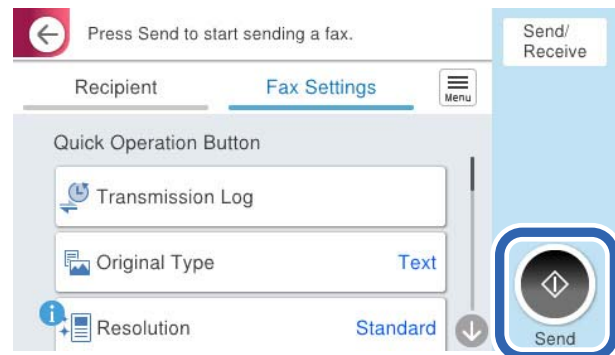 Press Send to start sending a fax.
Send/
Receive
Recipient
Fax Settings
Menu
Quick Operation Button
Transmission Log
Original Type
Text
i
Resolution
Standard
Send